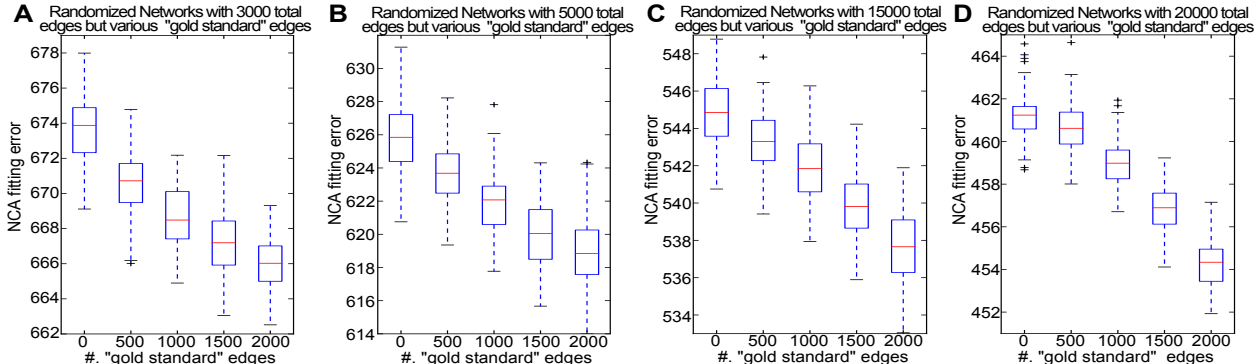 A
Randomized Networks with 3000 total
edges but various "gold standard" edges
NCA fitting error
678
676
674
672
670
668
666
664
662
0 500 1000 1500 2000
#. "gold standard" edges
B
Randomized Networks with 5000 total
edges but various "gold standard" edges
NCA fitting error
630
628
626
624
622
620
618
616
614
0 500 1000 1500 2000
#. "gold standard" edges
C
Randomized Networks with 15000 total
edges but various "gold standard" edges
NCA fitting error
548
546
544
542
540
538
536
534
0 500 1000 1500 2000
#. "gold standard" edges
D
Randomized Networks with 20000 total
edges but various "gold standard" edges
NCA fitting error
464
462
460
458
456
454
452
0 500 1000 1500 2000
#. "gold standard" edges